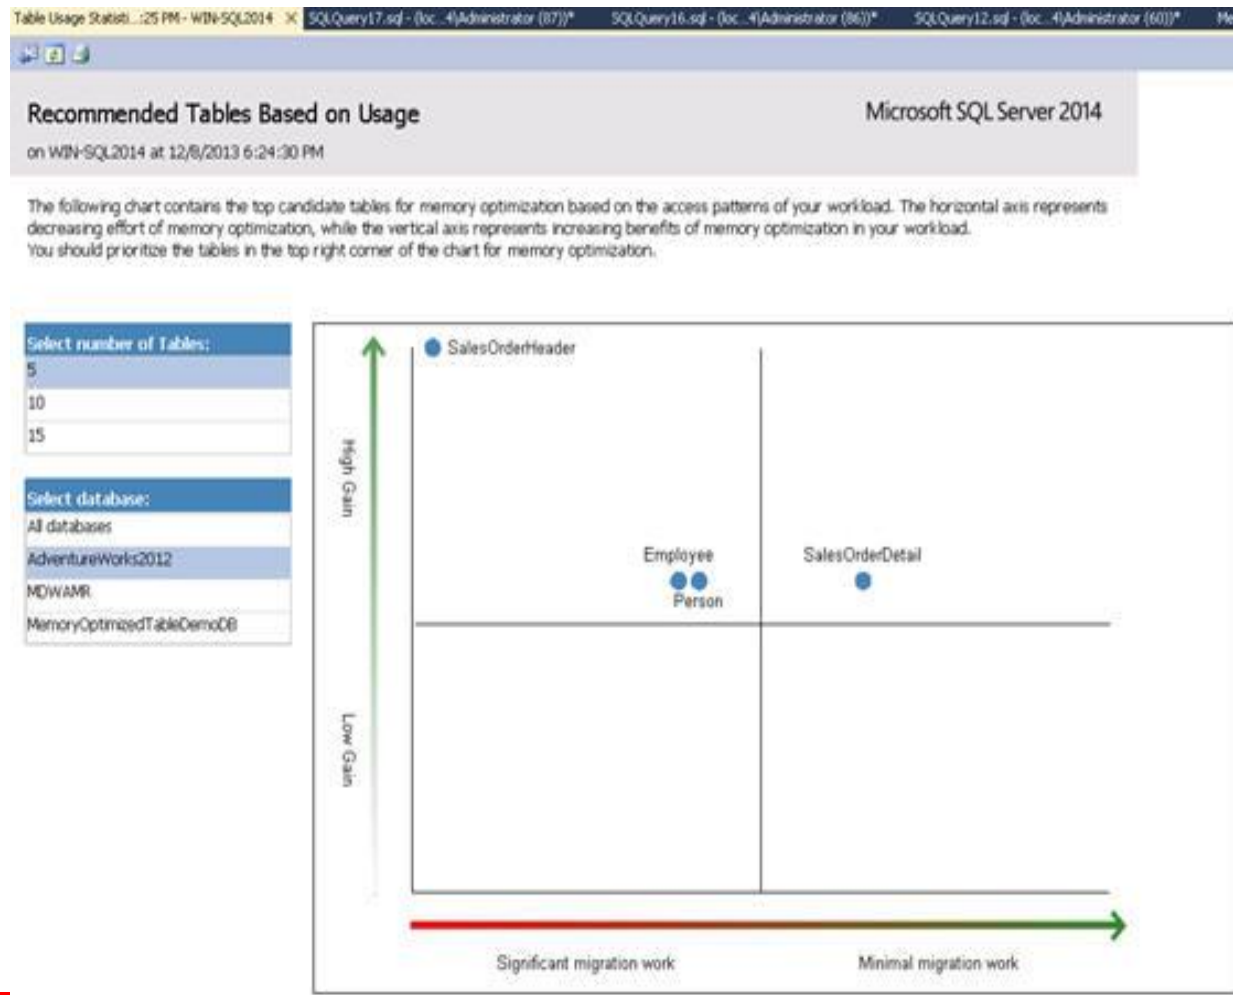 Table Usage Statisti...:25 PM - WIN-SQL2014 ×
SQLQuery17.sql - (loc...4\Administrator (87))*
SQLQuery16.sql - (loc...4\Administrator (86))*
SQLQuery12.sql - (loc...4\Administrator (60))*
Me
Recommended Tables Based on Usage
Microsoft SQL Server 2014
on WIN-SQL2014 at 12/8/2013 6:24:30 PM
The following chart contains the top candidate tables for memory optimization based on the access patterns of your workload. The horizontal axis represents
decreasing effort of memory optimization, while the vertical axis represents increasing benefits of memory optimization in your workload.
You should prioritize the tables in the top right corner of the chart for memory optimization.
Select number of Tables:
5
10
15
Select database:
All databases
AdventureWorks2012
MDWAMR
MemoryOptimizedTableDemoDB
High Gain
Low Gain
SalesOrderHeader
Employee
Person
SalesOrderDetail
Significant migration work
Minimal migration work